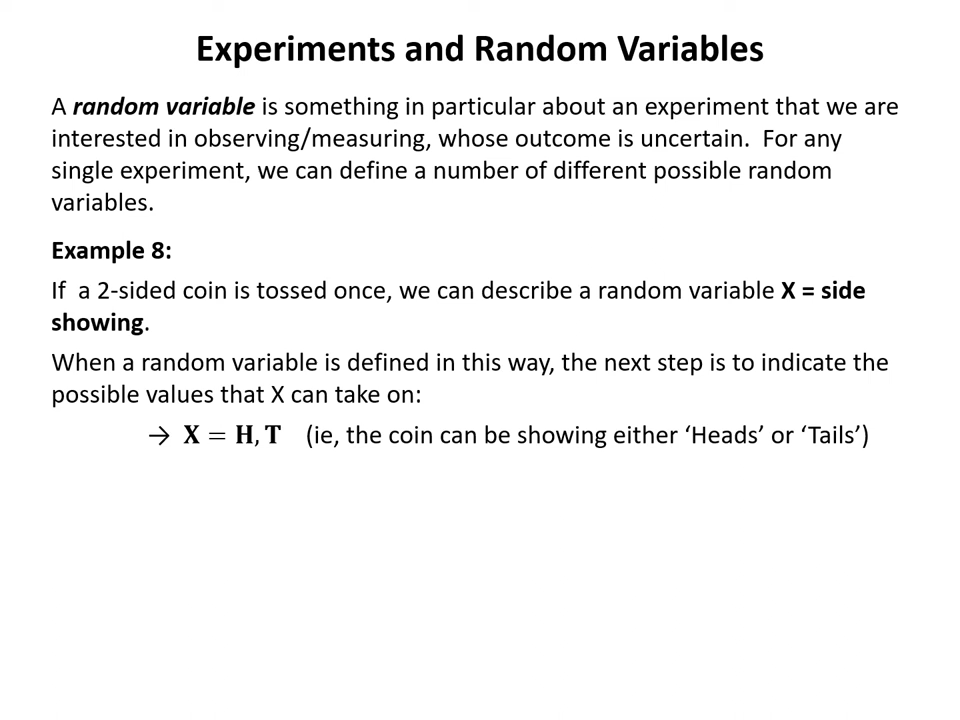 Experiments and Random Variables
A random variable is something in particular about an experiment that we are
interested in observing/measuring, whose outcome is uncertain.  For any
single experiment, we can define a number of different possible random
variables.
Example 8:
If  a 2-sided coin is tossed once, we can describe a random variable X = side
showing.
When a random variable is defined in this way, the next step is to indicate the
possible values that X can take on:
→ X = H, T (ie, the coin can be showing either ‘Heads’ or ‘Tails’)